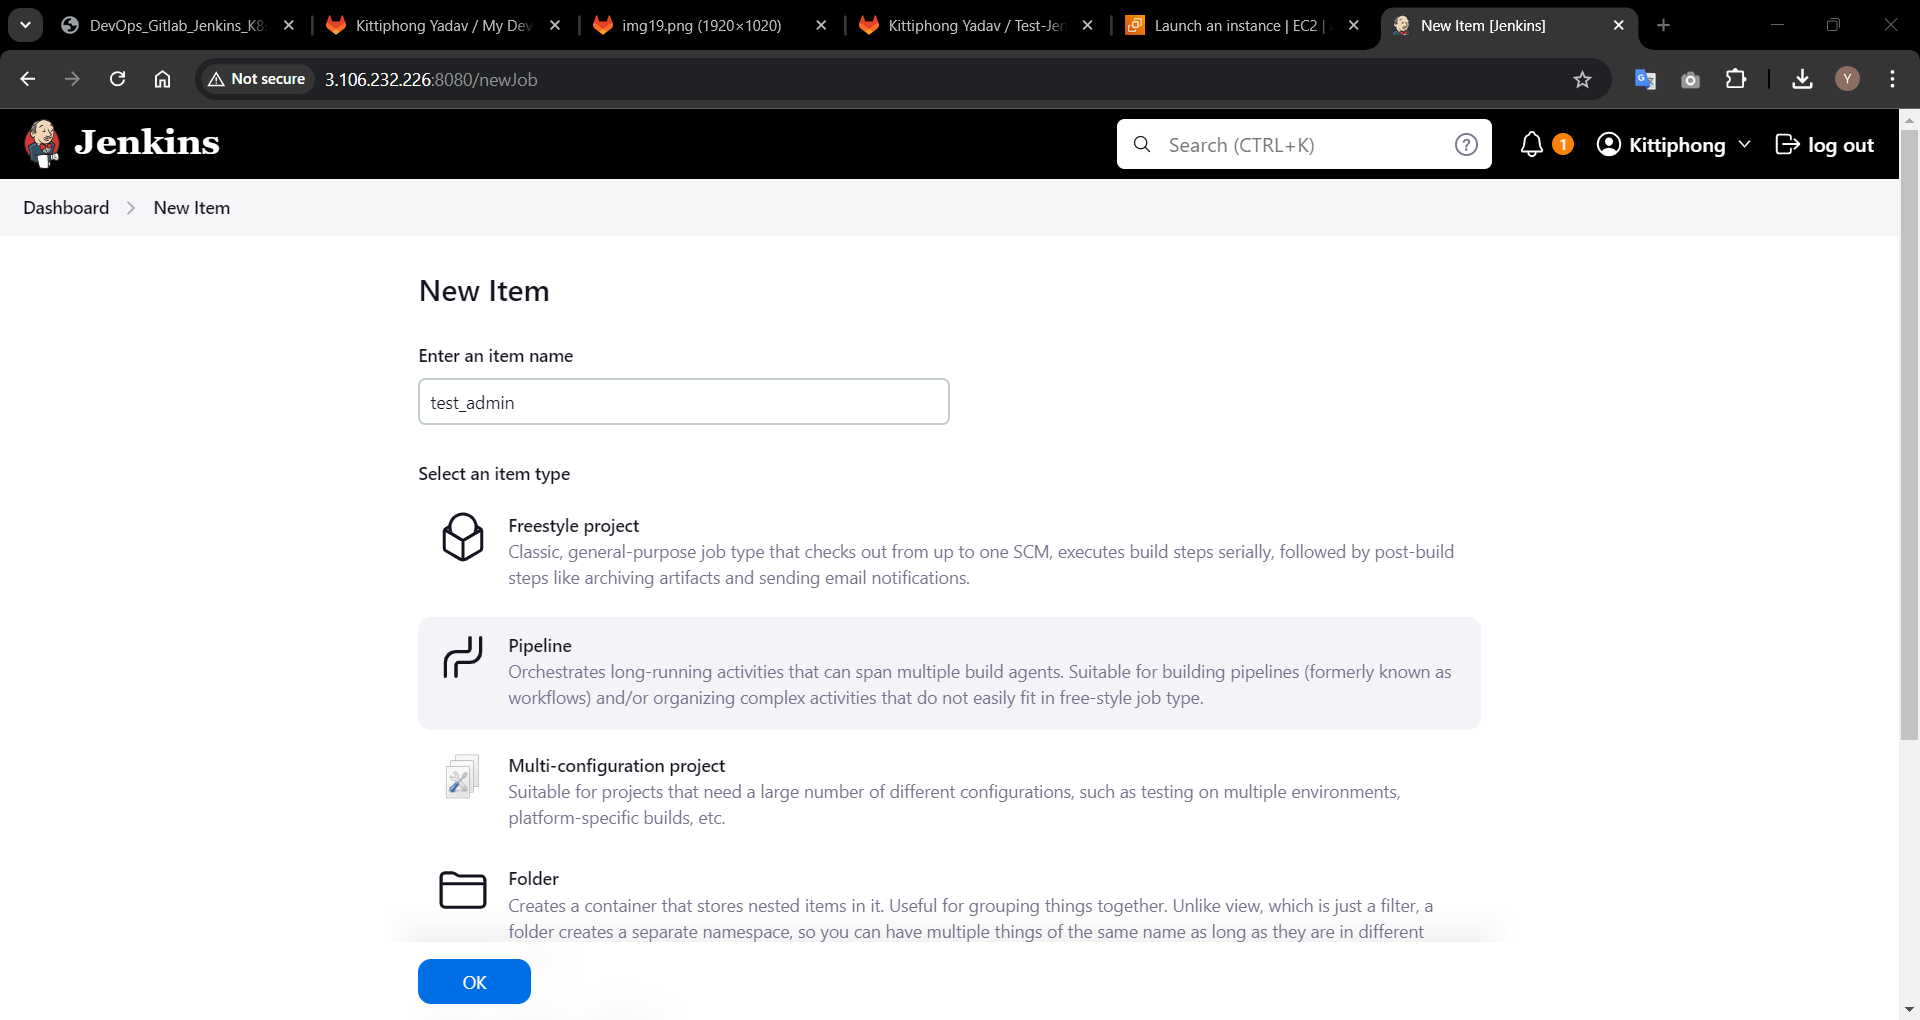 DevOps_Gitlab_Jenkins_K8s
Kittiphong Yadav / My Dev
img19.png (1920×1020)
Kittiphong Yadav / Test-Jen
Launch an instance | EC2 |
New Item [Jenkins]
Not secure
3.106.232.226:8080/newJob
Y
Jenkins
Search (CTRL+K)
?
1
Kittiphong
log out
Dashboard
New Item
New Item
Enter an item name
test_admin
Select an item type
Freestyle project
Classic, general-purpose job type that checks out from up to one SCM, executes build steps serially, followed by post-build
steps like archiving artifacts and sending email notifications.
Pipeline
Orchestrates long-running activities that can span multiple build agents. Suitable for building pipelines (formerly known as
workflows) and/or organizing complex activities that do not easily fit in free-style job type.
Multi-configuration project
Suitable for projects that need a large number of different configurations, such as testing on multiple environments,
platform-specific builds, etc.
Folder
Creates a container that stores nested items in it. Useful for grouping things together. Unlike view, which is just a filter, a
folder creates a separate namespace, so you can have multiple things of the same name as long as they are in different
OK